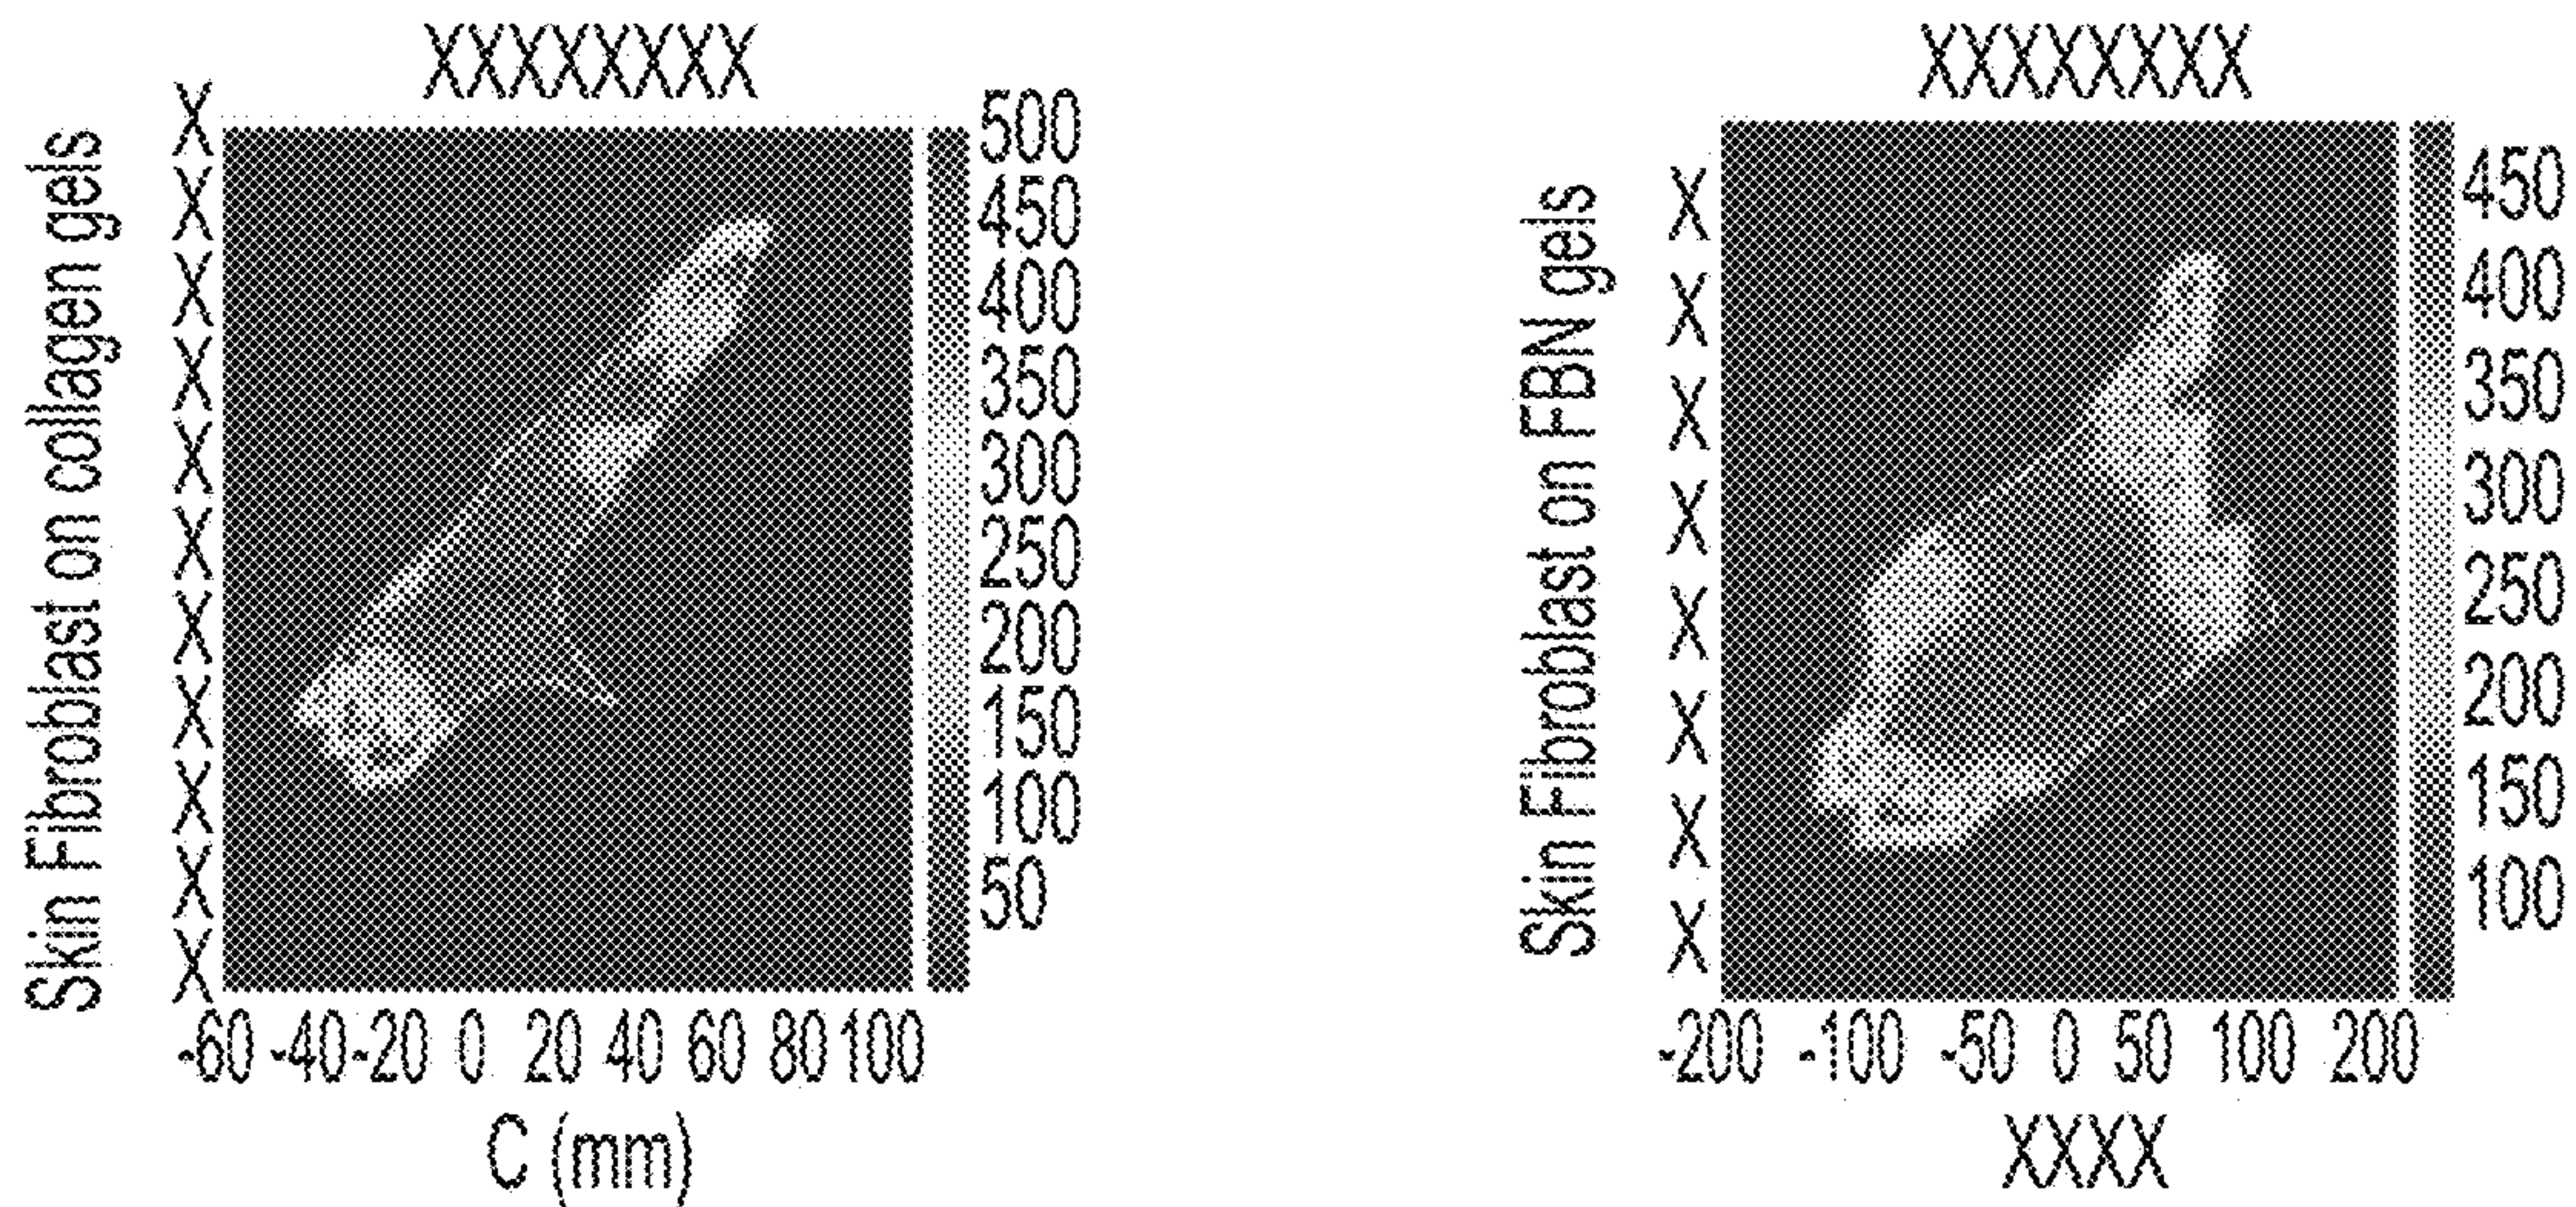 XXXXXXXX
Skin Fibroblast on collagen gels
X
X
X
X
X
X
X
X
X
X
X
500
450
400
350
300
250
200
150
100
50
-60 -40 -20 0 20 40 60 80 100
C (mm)
XXXXXXXX
Skin Fibroblast on FBN gels
X
X
X
X
X
X
X
X
450
400
350
300
250
200
150
100
-200 -100 -50 0 50 100 200
XXXX